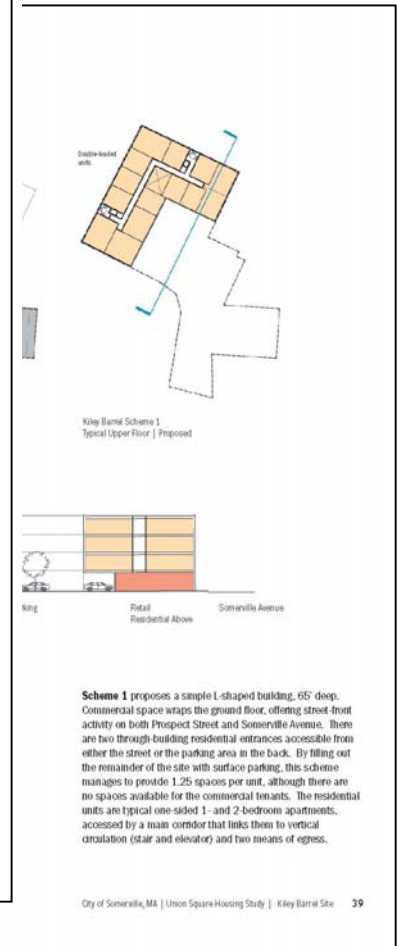 Double-loaded
units
Kiley Barrel Scheme 1
Typical Upper Floor | Proposed
king
Retail
Residential Above
Somerville Avenue
Scheme 1 proposes a simple L-shaped building, 65' deep.
Commercial space wraps the ground floor, offering street-front
activity on both Prospect Street and Somerville Avenue. There
are two through-building residential entrances accessible from
either the street or the parking area in the back. By filling out
the remainder of the site with surface parking, this scheme
manages to provide 1.25 spaces per unit, although there are
no spaces available for the commercial tenants. The residential
units are typical one-sided 1- and 2-bedroom apartments,
accessed by a main corridor that links them to vertical
circulation (stair and elevator) and two means of egress.
City of Somerville, MA | Union Square Housing Study | Kiley Barrel Site 39